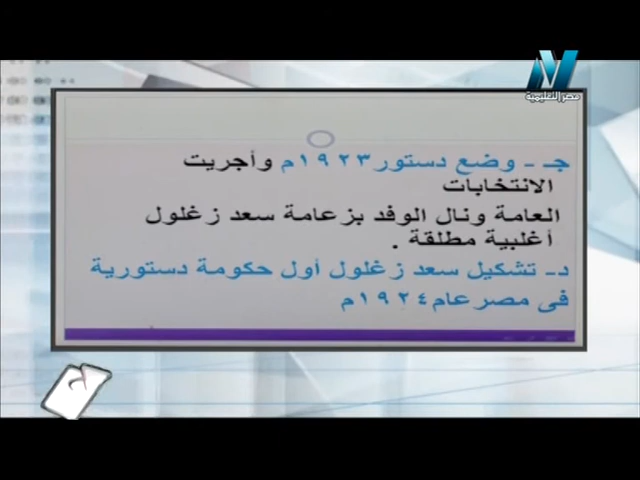 مصر التعليمية
جـ - وضع دستور ١٩٢٣م وأجريت
الانتخابات
العامة ونال الوفد بزعامة سعد زغلول
أغلبية مطلقة .
د- تشكيل سعد زغلول أول حكومة دستورية
فى مصر عام ١٩٢٤م